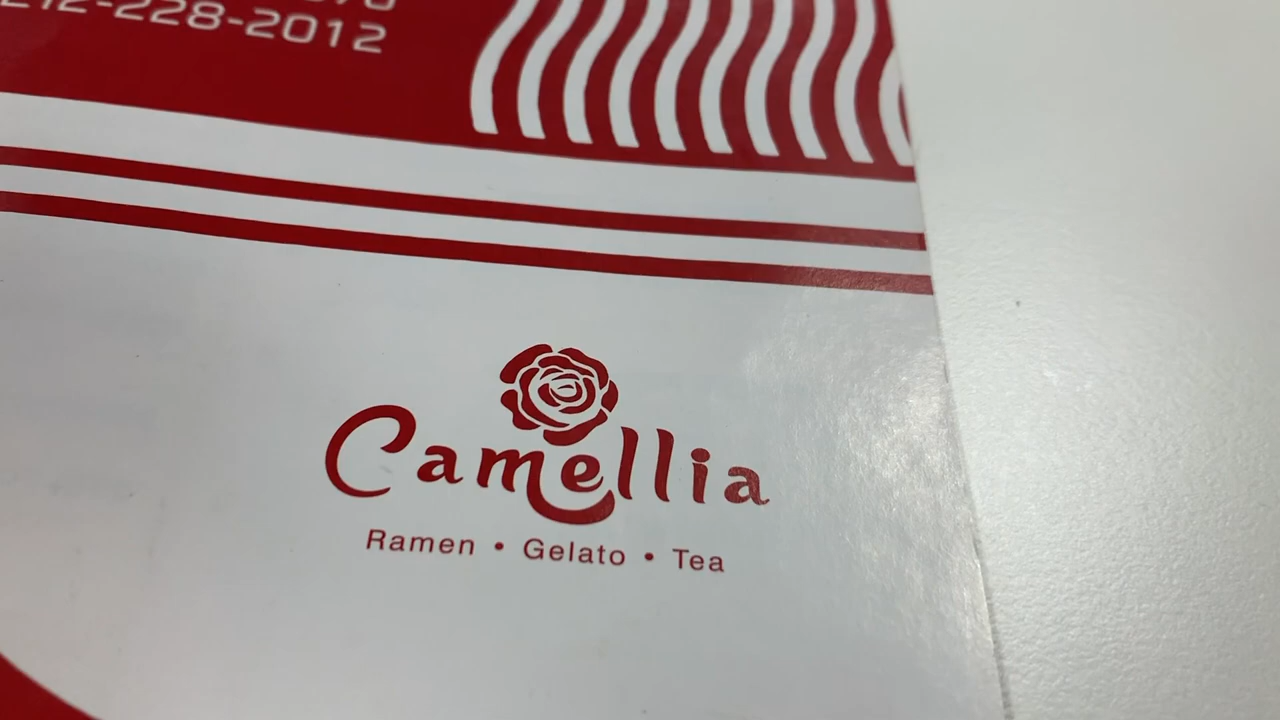 212-228-2012
Camellia
Ramen • Gelato • Tea